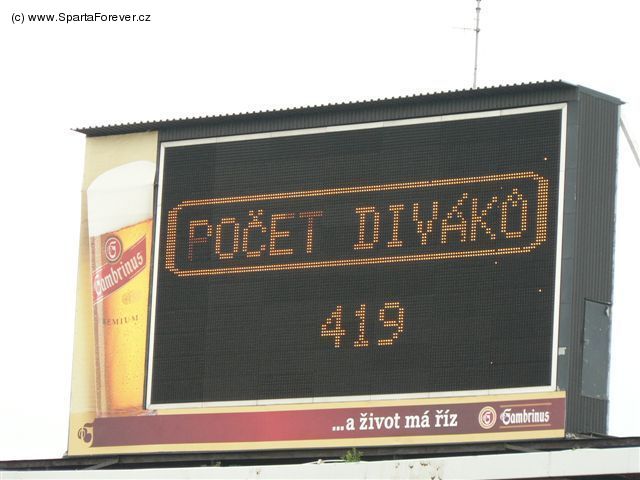 (c) www.SpartaForever.cz
POČET DIVÁKŮ
419
Gambrinus
PREMIUM
...a život má říz G Gambrinus